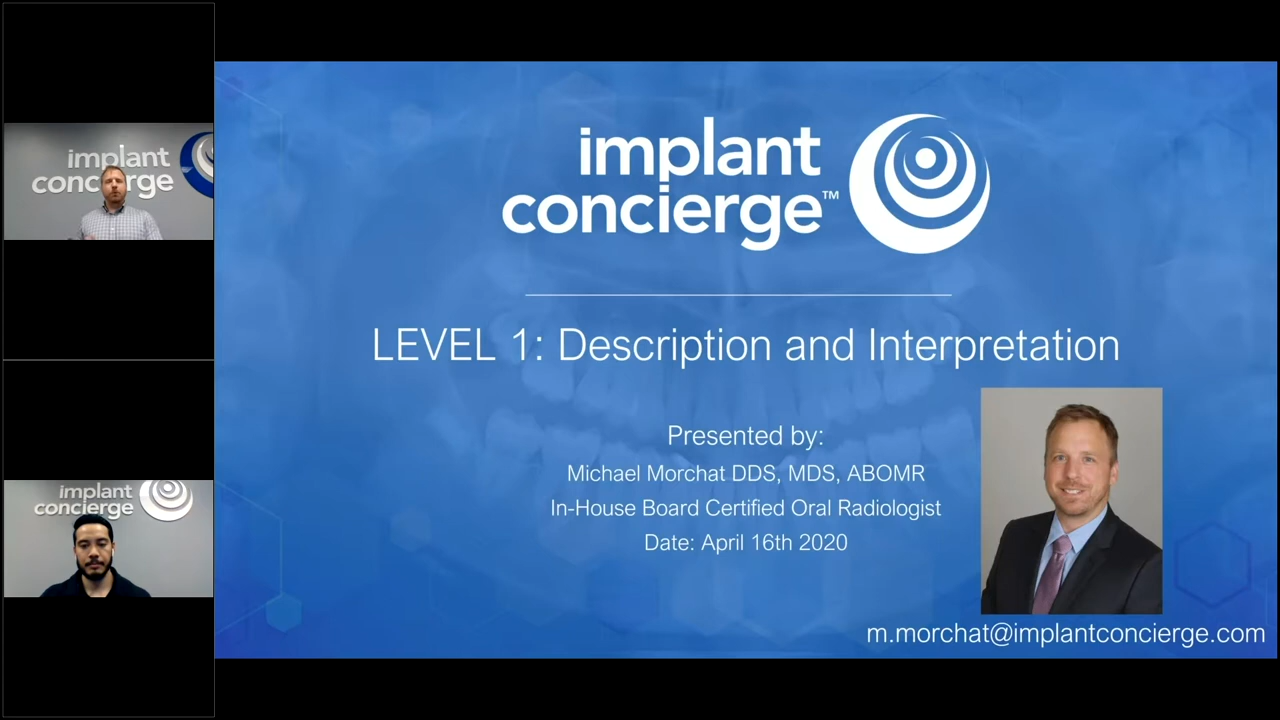 implant
concierge
implant
concierge
implant
concierge™
LEVEL 1: Description and Interpretation
Presented by:
Michael Morchat DDS, MDS, ABOMR
In-House Board Certified Oral Radiologist
Date: April 16th 2020
m.morchat@implantconcierge.com